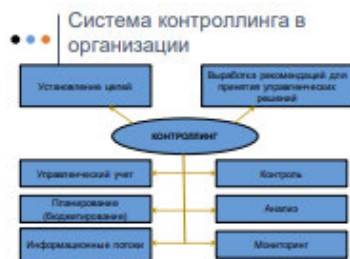 Система контроллинга в
организации
Установление целей
Выработка рекомендаций для
принятия управленческих
решений
КОНТРОЛЛИНГ
Управленческий учет
Контроль
Планирование
(бюджетирование)
Анализ
Информационные потоки
Мониторинг